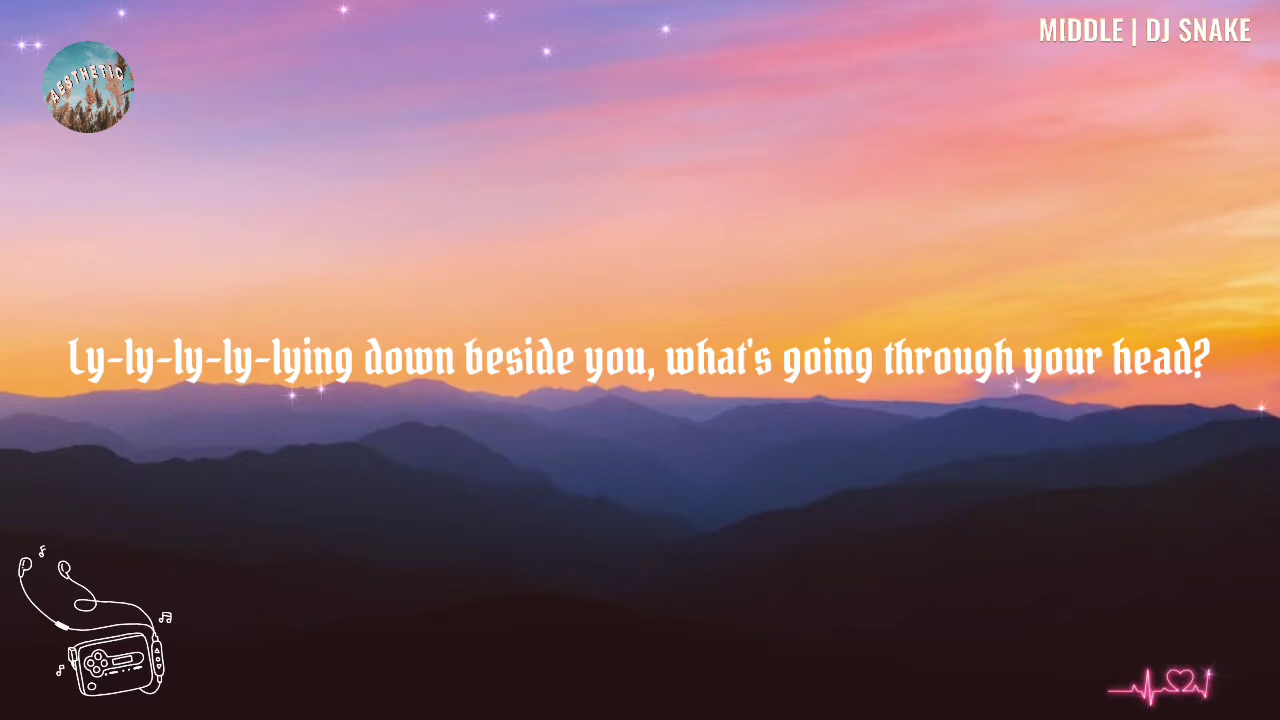 MIDDLE | DJ SNAKE
AESTHETIC
Ly-ly-ly-ly-lying down beside you, what's going through your head?